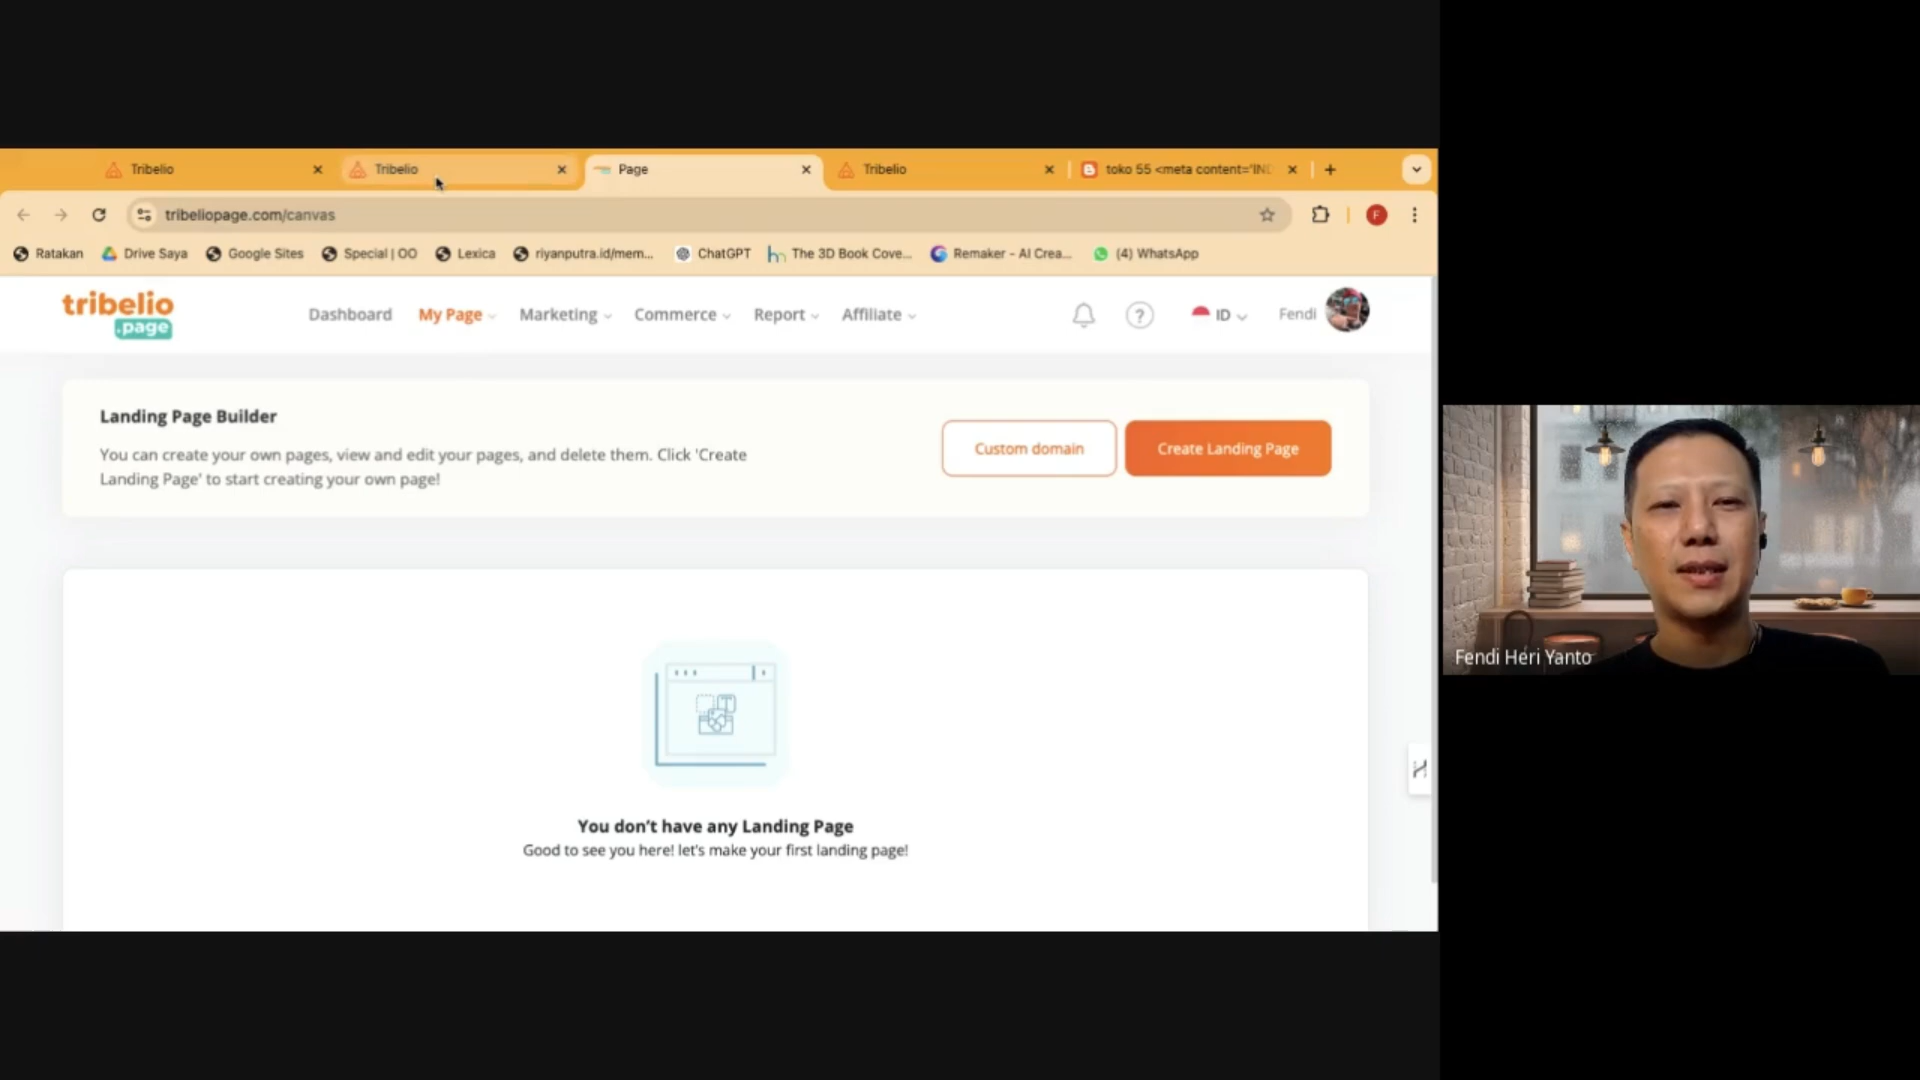 Tribelio
Tribelio
Page
Tribelio
toko 55 <meta content='IND
tribeliopage.com/canvas
F
Ratakan
Drive Saya
Google Sites
Special | OO
Lexica
riyanputra.id/mem...
ChatGPT
The 3D Book Cove...
Remaker - AI Crea...
(4) WhatsApp
tribelio
.page
Dashboard
My Page
Marketing
Commerce
Report
Affiliate
?
ID
Fendi
Landing Page Builder
You can create your own pages, view and edit your pages, and delete them. Click 'Create
Landing Page' to start creating your own page!
Custom domain
Create Landing Page
You don't have any Landing Page
Good to see you here! let's make your first landing page!
Fendi Heri Yanto